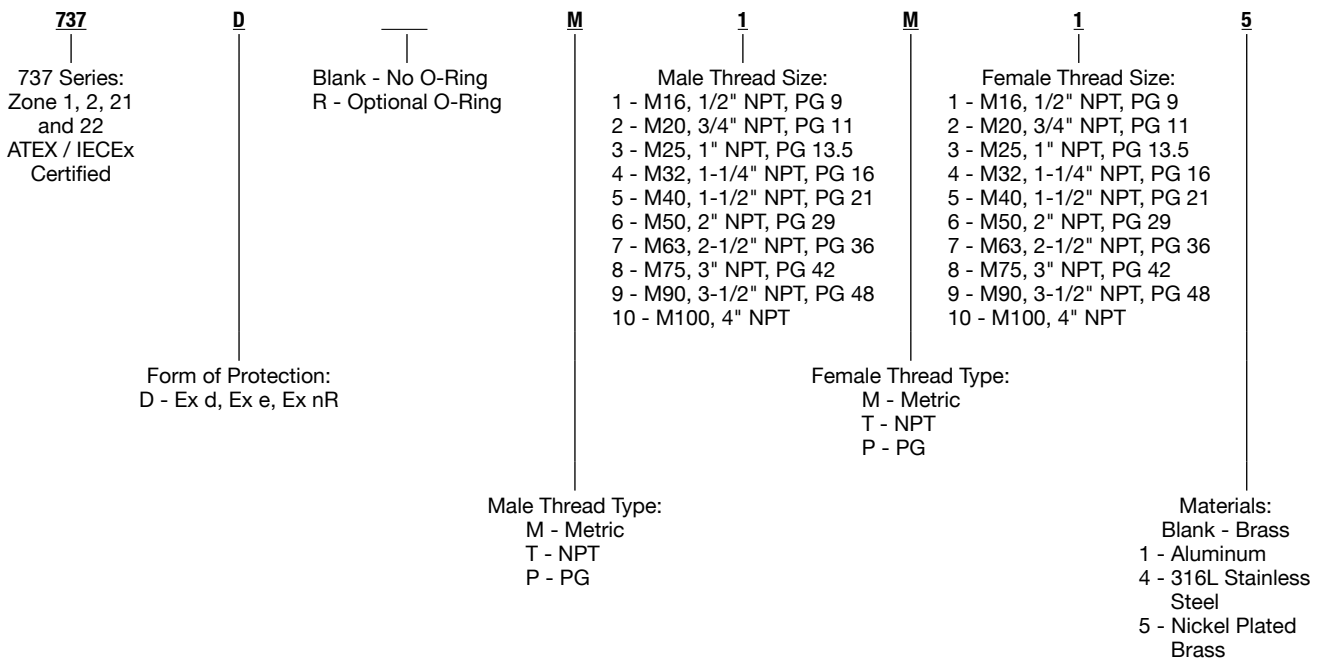 737 D ____ M 1 M 1 5
737 Series:
Zone 1, 2, 21
and 22
ATEX / IECEx
Certified
Blank - No O-Ring
R - Optional O-Ring
Male Thread Size:
1 - M16, 1/2" NPT, PG 9
2 - M20, 3/4" NPT, PG 11
3 - M25, 1" NPT, PG 13.5
4 - M32, 1-1/4" NPT, PG 16
5 - M40, 1-1/2" NPT, PG 21
6 - M50, 2" NPT, PG 29
7 - M63, 2-1/2" NPT, PG 36
8 - M75, 3" NPT, PG 42
9 - M90, 3-1/2" NPT, PG 48
10 - M100, 4" NPT
Female Thread Size:
1 - M16, 1/2" NPT, PG 9
2 - M20, 3/4" NPT, PG 11
3 - M25, 1" NPT, PG 13.5
4 - M32, 1-1/4" NPT, PG 16
5 - M40, 1-1/2" NPT, PG 21
6 - M50, 2" NPT, PG 29
7 - M63, 2-1/2" NPT, PG 36
8 - M75, 3" NPT, PG 42
9 - M90, 3-1/2" NPT, PG 48
10 - M100, 4" NPT
Form of Protection:
D - Ex d, Ex e, Ex nR
Female Thread Type:
M - Metric
T - NPT
P - PG
Male Thread Type:
M - Metric
T - NPT
P - PG
Materials:
Blank - Brass
1 - Aluminum
4 - 316L Stainless
Steel
5 - Nickel Plated
Brass